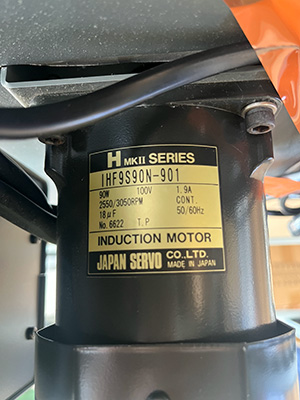 H MKII SERIES
IHF9S90N-901
90W 100V 1.9A
2550/3050RPM CONT.
18μF 50/60Hz
No. 6622 T.P
INDUCTION MOTOR
JAPAN SERVO CO.,LTD.
MADE IN JAPAN